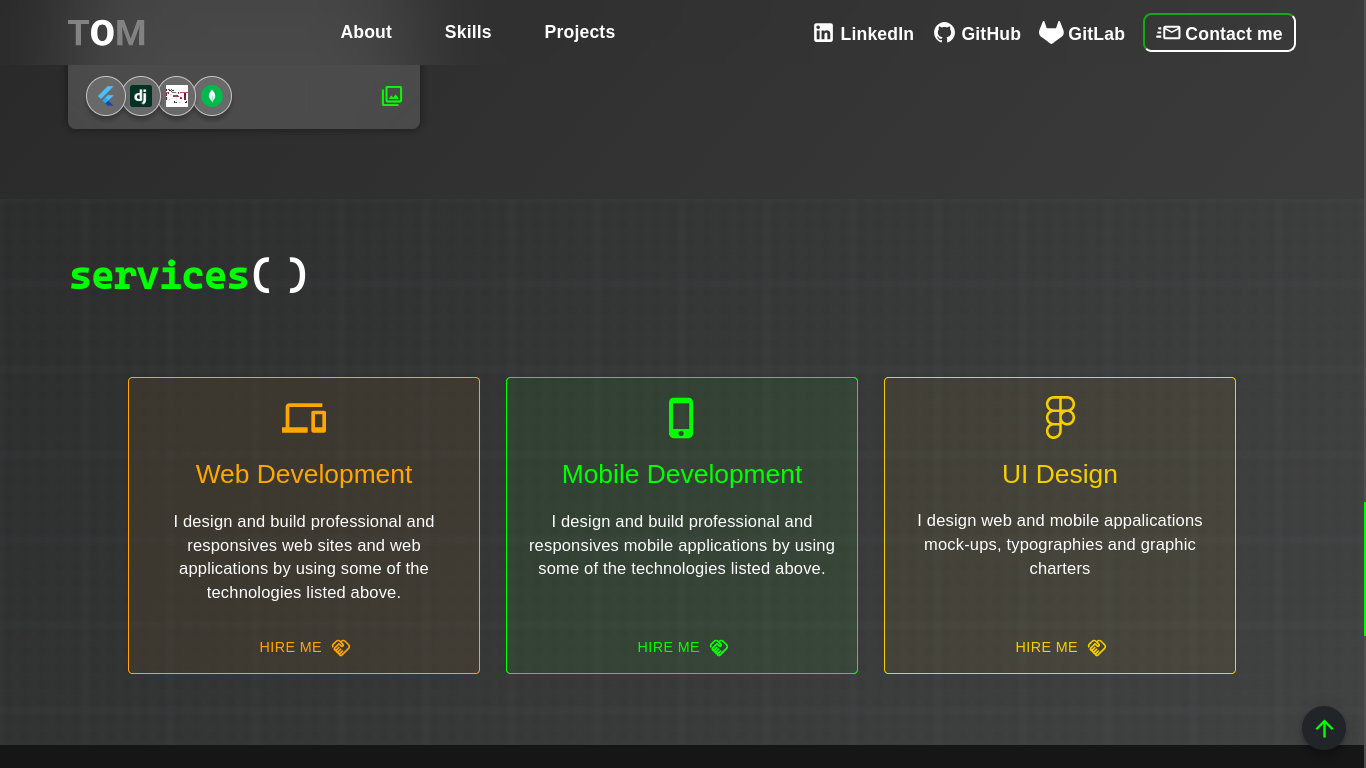 TOM
About
Skills
Projects
LinkedIn
GitHub
GitLab
Contact me
dj
services( )
Web Development
I design and build professional and
responsives web sites and web
applications by using some of the
technologies listed above.
HIRE ME
Mobile Development
I design and build professional and
responsives mobile applications by using
some of the technologies listed above.
HIRE ME
UI Design
I design web and mobile appalications
mock-ups, typographies and graphic
charters
HIRE ME